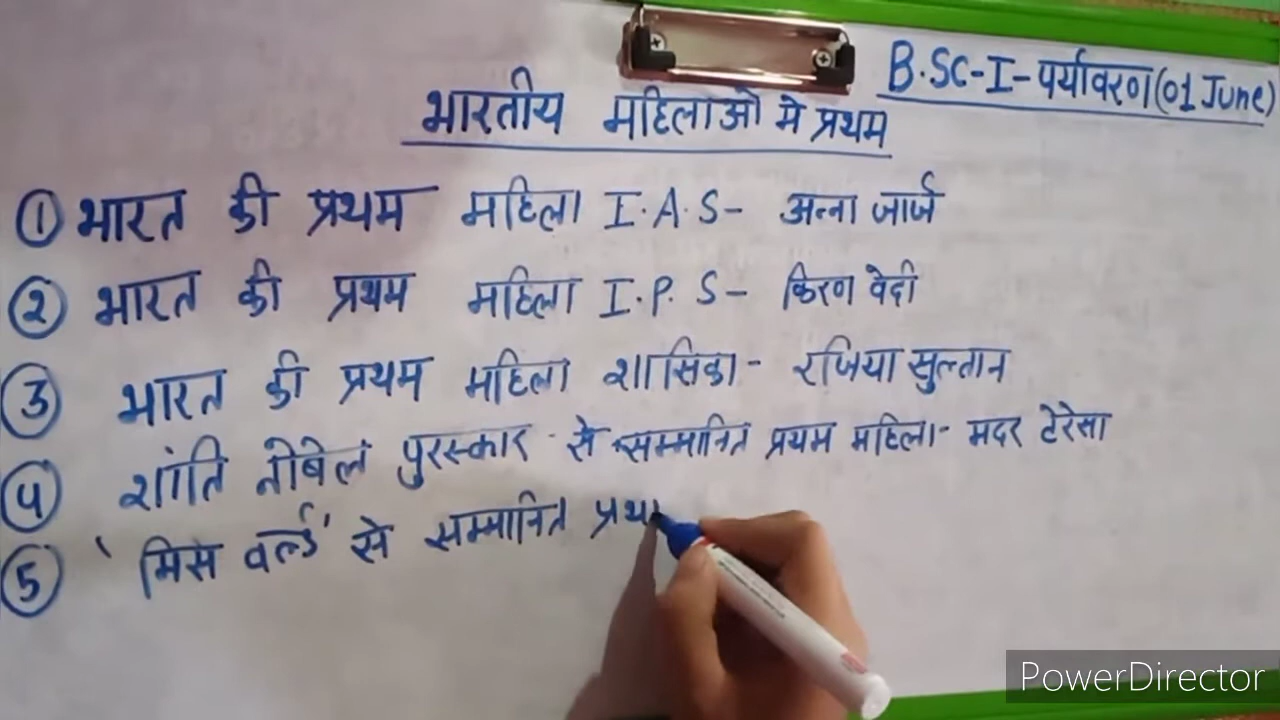 B.SC-I-पर्यावरण(01 June)
भारतीय महिलाओ मे प्रथम
① भारत की प्रथम महिला I.A.S- अन्ना जार्ज
② भारत की प्रथम महिला I.P.S- किरण वेदी
③ भारत की प्रथम महिला शासिका- रजिया सुल्तान
④ शांति नोबेल पुरस्कार से सम्मानित प्रथम महिला- मदर टेरेसा
⑤ 'मिस वर्ल्ड' से सम्मानित प्रथ
PowerDirector